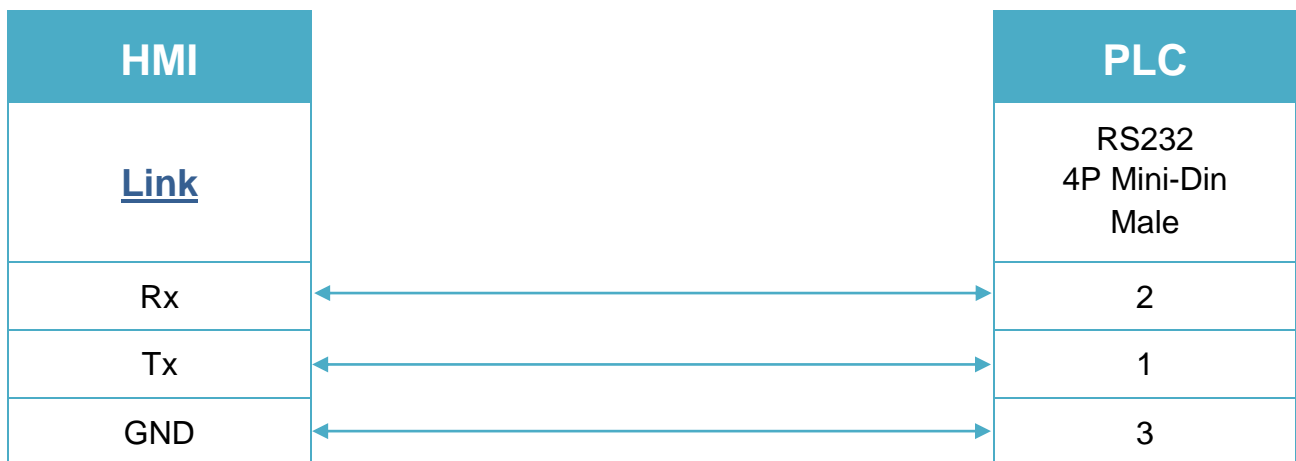 HMI
PLC
Link
RS232
4P Mini-Din
Male
Rx
2
Tx
1
GND
3